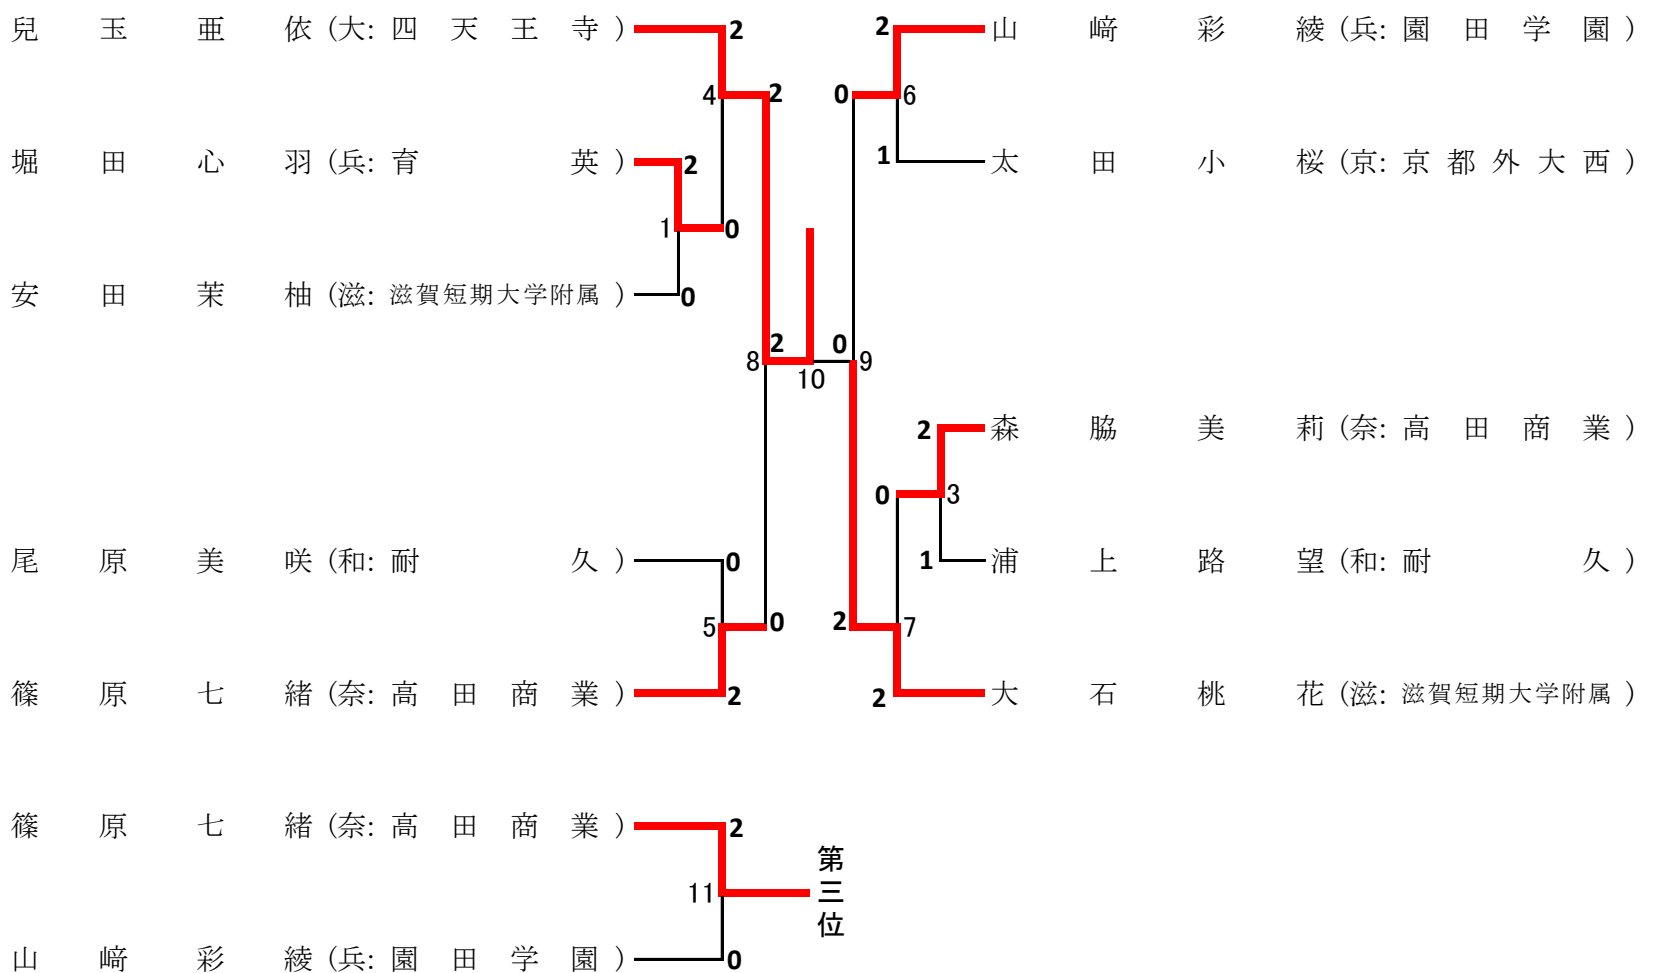 兒玉亜依(大:四天王寺) 2 2 山﨑彩綾(兵:園田学園)
4 2 0 6
堀田心羽(兵:育英) 2 1 太田小桜(京:京都外大西)
1 0
安田茉柚(滋:滋賀短期大学附属) 0
8 2 0 9
10
2 森脇美莉(奈:高田商業)
0 3
尾原美咲(和:耐久) 0 1 浦上路望(和:耐久)
5 0 2 7
篠原七緒(奈:高田商業) 2 2 大石桃花(滋:滋賀短期大学附属)
篠原七緒(奈:高田商業) 2
11 第三位
山﨑彩綾(兵:園田学園) 0